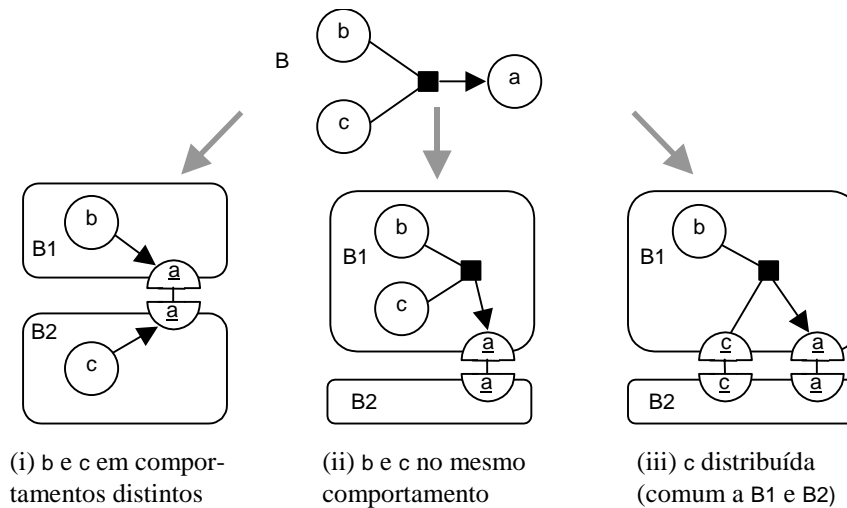 b
B
a
c
b
B1
a
a
B2
c
b
B1
c
a
a
B2
b
B1
c
a
c
a
B2
(i) b e c em compor-
tamentos distintos
(ii) b e c no mesmo
comportamento
(iii) c distribuída
(comum a B1 e B2)